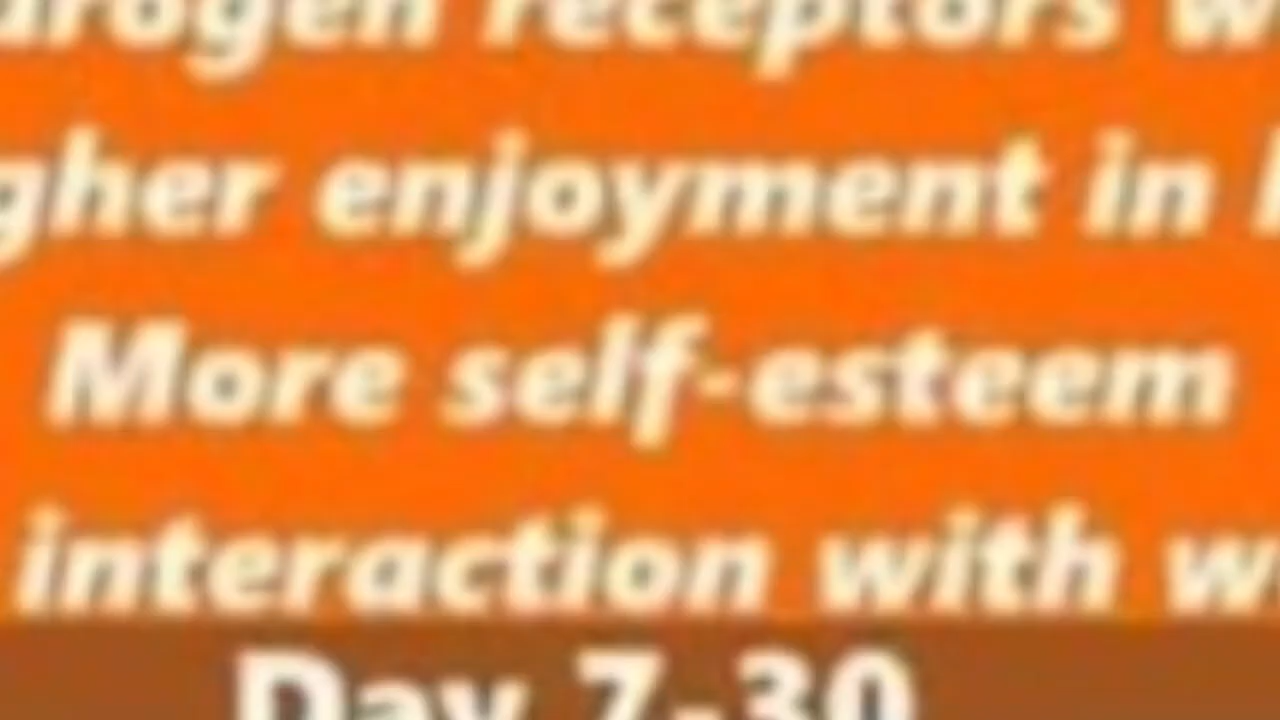 receptors
enjoyment in
More self-esteem
interaction with
Day 7-30